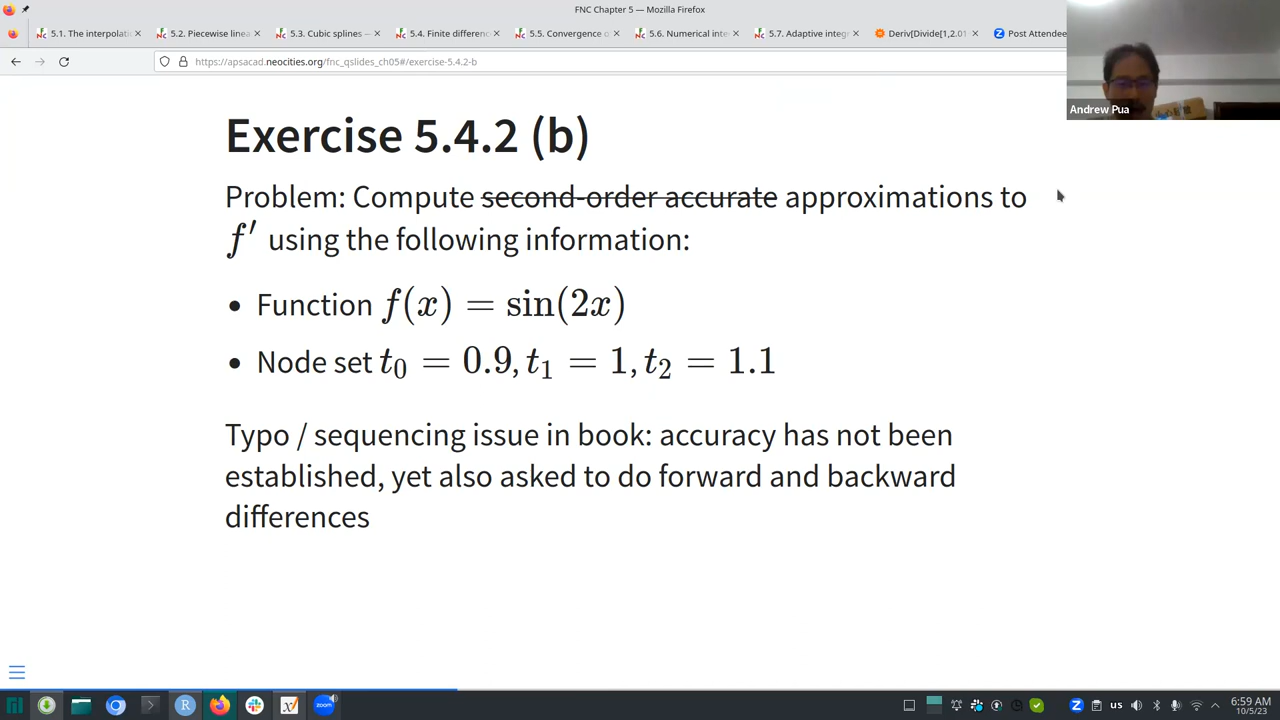 FNC Chapter 5 — Mozilla Firefox
5.1. The interpolati
5.2. Piecewise linea
5.3. Cubic splines —
5.4. Finite differenc
5.5. Convergence o
5.6. Numerical inte
5.7. Adaptive integr
Deriv[Divide[1,2.01
Post Attendee
https://apsacad.neocities.org/fnc_qslides_ch05#/exercise-5.4.2-b
Andrew Pua
Exercise 5.4.2 (b)
Problem: Compute second-order accurate approximations to
f′ using the following information:
• Function f(x) = sin(2x)
• Node set t₀ = 0.9, t₁ = 1, t₂ = 1.1
Typo / sequencing issue in book: accuracy has not been
established, yet also asked to do forward and backward
differences
us
6:59 AM
10/5/23